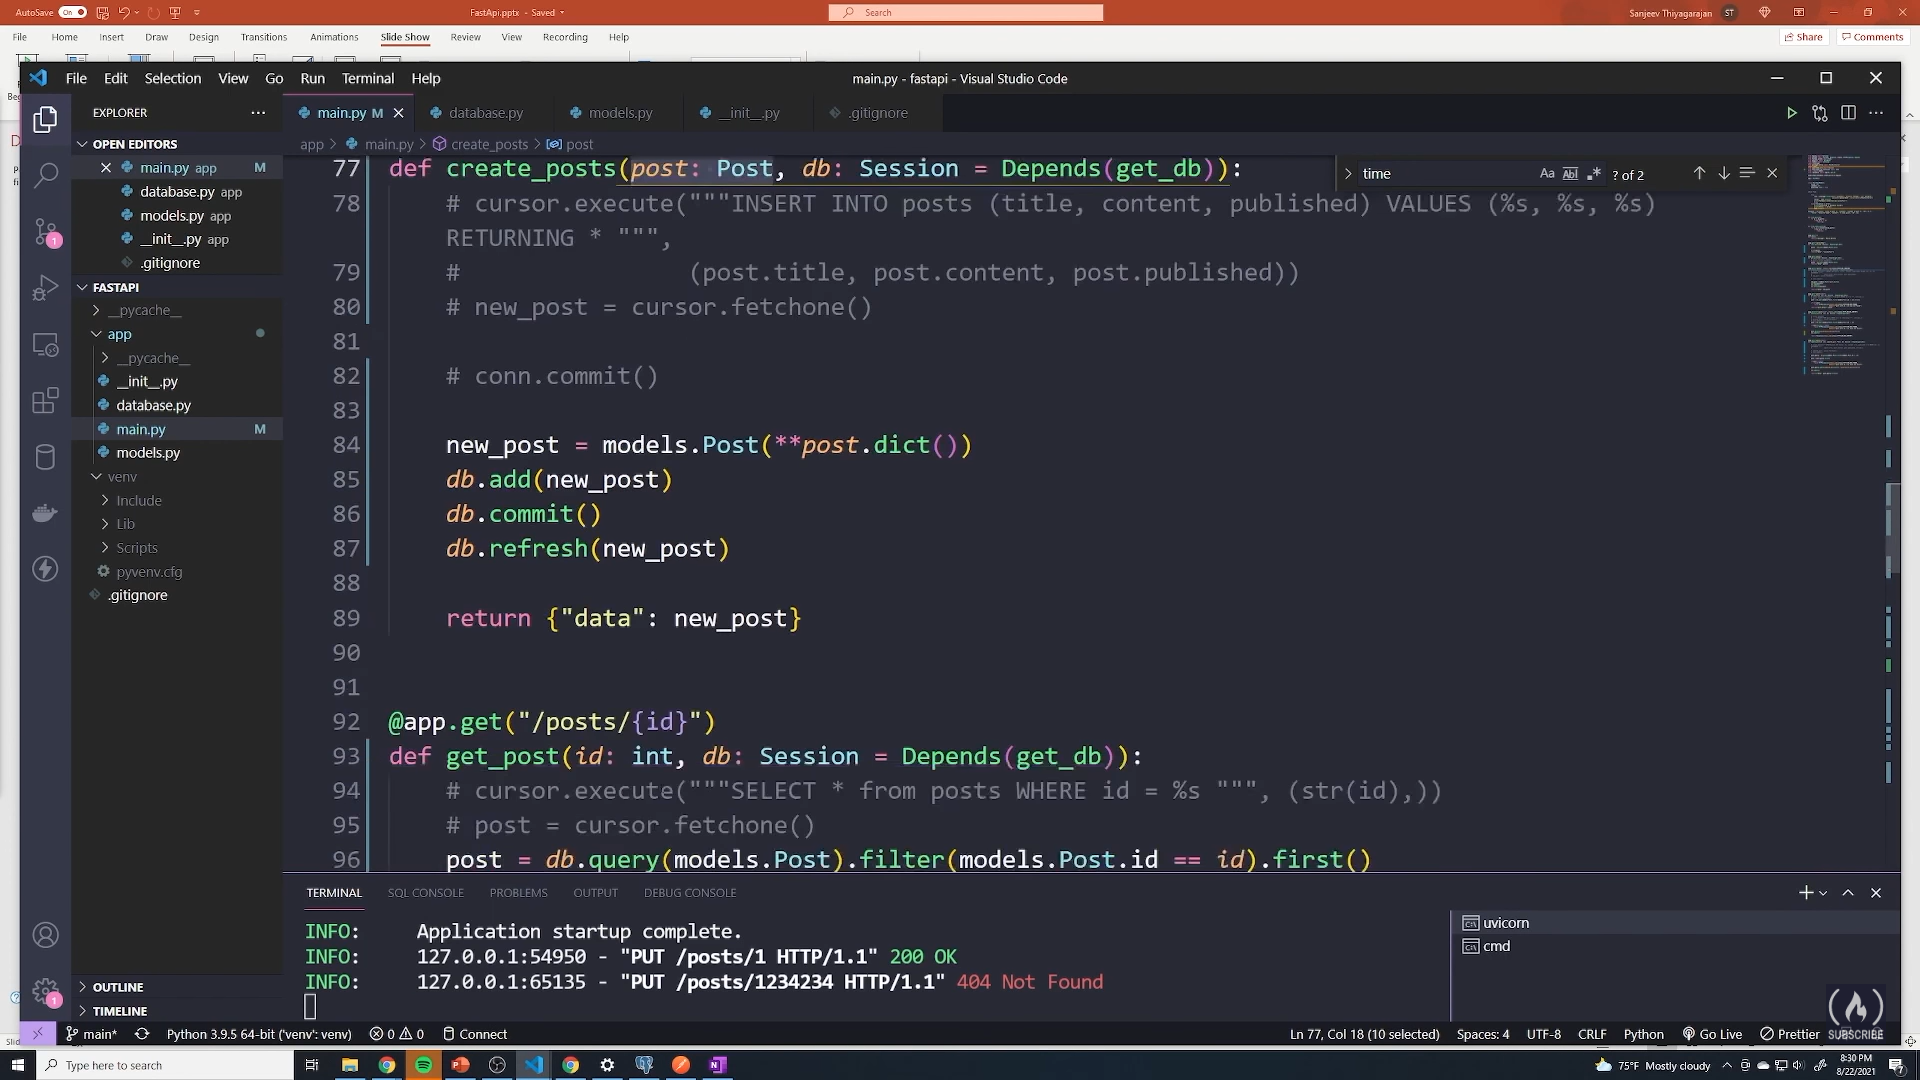 AutoSave On
FastApi.pptx - Saved
Search
Sanjeev Thiyagarajan ST
File Home Insert Draw Design Transitions Animations Slide Show Review View Recording Help
Share Comments
File Edit Selection View Go Run Terminal Help
main.py - fastapi - Visual Studio Code
EXPLORER
main.py M
database.py
models.py
__init__.py
.gitignore
OPEN EDITORS
app > main.py > create_posts > post
main.py app M
database.py app
models.py app
__init__.py app
.gitignore
FASTAPI
__pycache__
app
__pycache__
__init__.py
database.py
main.py M
models.py
venv
Include
Lib
Scripts
pyvenv.cfg
.gitignore
OUTLINE
TIMELINE
time Aa Abl .* ? of 2
77 def create_posts(post: Post, db: Session = Depends(get_db)):
78 # cursor.execute("""INSERT INTO posts (title, content, published) VALUES (%s, %s, %s)
RETURNING * """,
79 # (post.title, post.content, post.published))
80 # new_post = cursor.fetchone()
81
82 # conn.commit()
83
84 new_post = models.Post(**post.dict())
85 db.add(new_post)
86 db.commit()
87 db.refresh(new_post)
88
89 return {"data": new_post}
90
91
92 @app.get("/posts/{id}")
93 def get_post(id: int, db: Session = Depends(get_db)):
94 # cursor.execute("""SELECT * from posts WHERE id = %s """, (str(id),))
95 # post = cursor.fetchone()
96 post = db.query(models.Post).filter(models.Post.id == id).first()
TERMINAL SQL CONSOLE PROBLEMS OUTPUT DEBUG CONSOLE
INFO: Application startup complete.
INFO: 127.0.0.1:54950 - "PUT /posts/1 HTTP/1.1" 200 OK
INFO: 127.0.0.1:65135 - "PUT /posts/1234234 HTTP/1.1" 404 Not Found
uvicorn
cmd
SUBSCRIBE
main* Python 3.9.5 64-bit ('venv': venv) 0 0 Connect
Ln 77, Col 18 (10 selected) Spaces: 4 UTF-8 CRLF Python Go Live Prettier
Type here to search
75°F Mostly cloudy
8:30 PM
8/22/2021